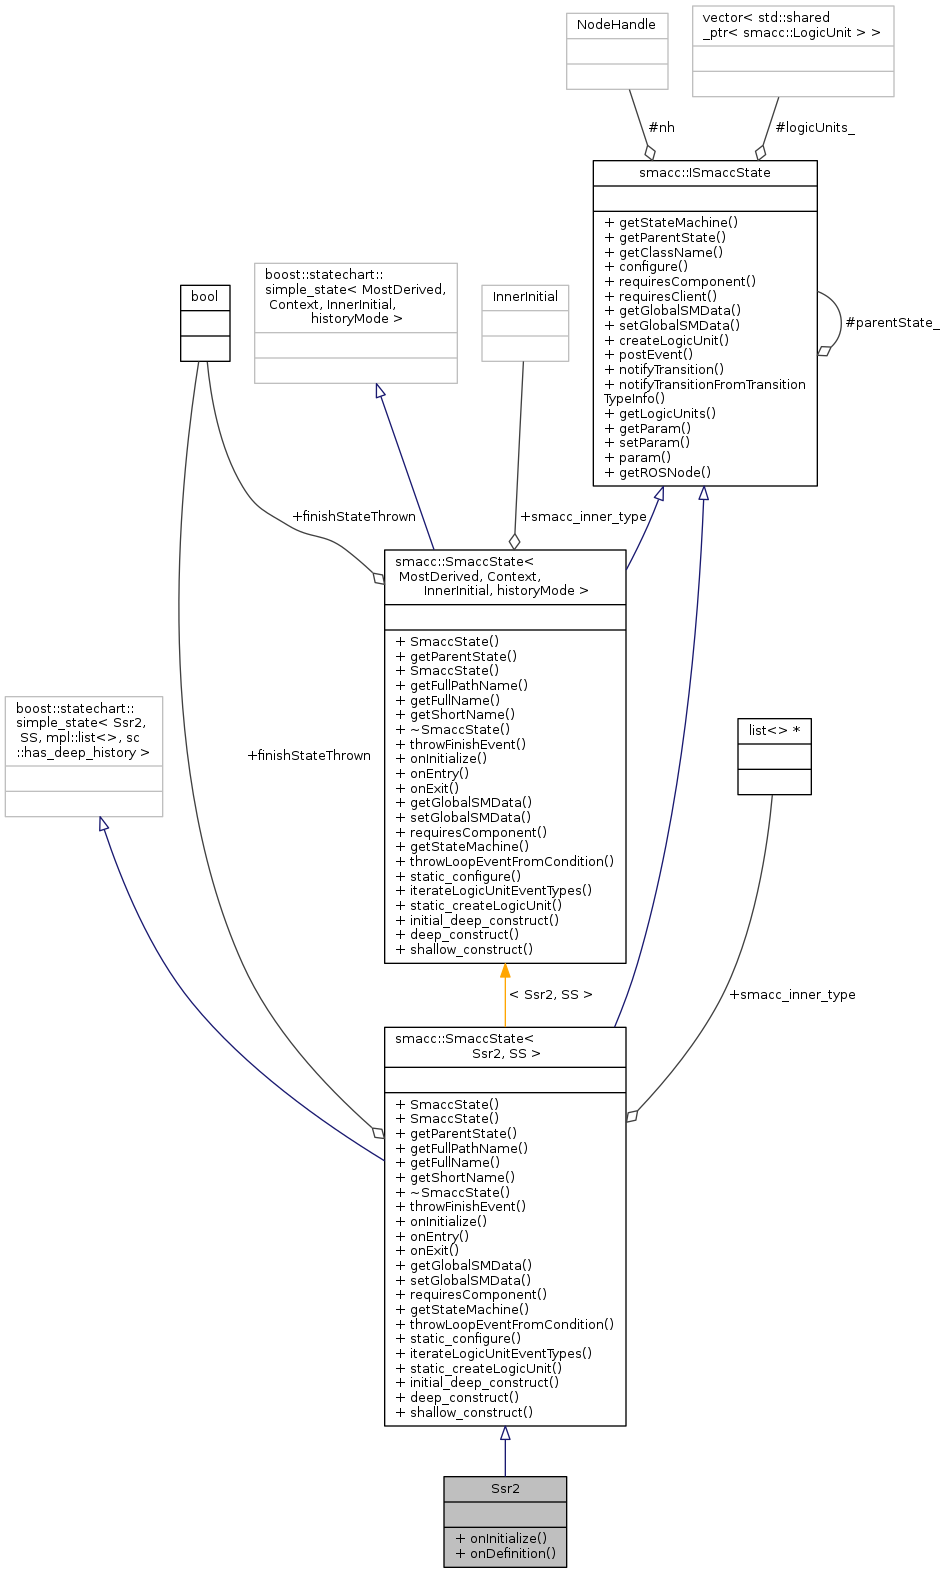 NodeHandle
vector< std::shared
_ptr< smacc::LogicUnit > >
#nh
#logicUnits_
smacc::ISmaccState
+ getStateMachine()
+ getParentState()
+ getClassName()
+ configure()
+ requiresComponent()
+ requiresClient()
+ getGlobalSMData()
+ setGlobalSMData()
+ createLogicUnit()
+ postEvent()
+ notifyTransition()
+ notifyTransitionFromTransition
TypeInfo()
+ getLogicUnits()
+ getParam()
+ setParam()
+ param()
+ getROSNode()
#parentState_
bool
boost::statechart::
simple_state< MostDerived,
Context, InnerInitial,
historyMode >
InnerInitial
+finishStateThrown
+smacc_inner_type
smacc::SmaccState<
MostDerived, Context,
InnerInitial, historyMode >
+ SmaccState()
+ getParentState()
+ SmaccState()
+ getFullPathName()
+ getFullName()
+ getShortName()
+ ~SmaccState()
+ throwFinishEvent()
+ onInitialize()
+ onEntry()
+ onExit()
+ getGlobalSMData()
+ setGlobalSMData()
+ requiresComponent()
+ getStateMachine()
+ throwLoopEventFromCondition()
+ static_configure()
+ iterateLogicUnitEventTypes()
+ static_createLogicUnit()
+ initial_deep_construct()
+ deep_construct()
+ shallow_construct()
boost::statechart::
simple_state< Ssr2,
SS, mpl::list<>, sc
::has_deep_history >
+finishStateThrown
list<> *
< Ssr2, SS >
+smacc_inner_type
smacc::SmaccState<
Ssr2, SS >
+ SmaccState()
+ SmaccState()
+ getParentState()
+ getFullPathName()
+ getFullName()
+ getShortName()
+ ~SmaccState()
+ throwFinishEvent()
+ onInitialize()
+ onEntry()
+ onExit()
+ getGlobalSMData()
+ setGlobalSMData()
+ requiresComponent()
+ getStateMachine()
+ throwLoopEventFromCondition()
+ static_configure()
+ iterateLogicUnitEventTypes()
+ static_createLogicUnit()
+ initial_deep_construct()
+ deep_construct()
+ shallow_construct()
Ssr2
+ onInitialize()
+ onDefinition()